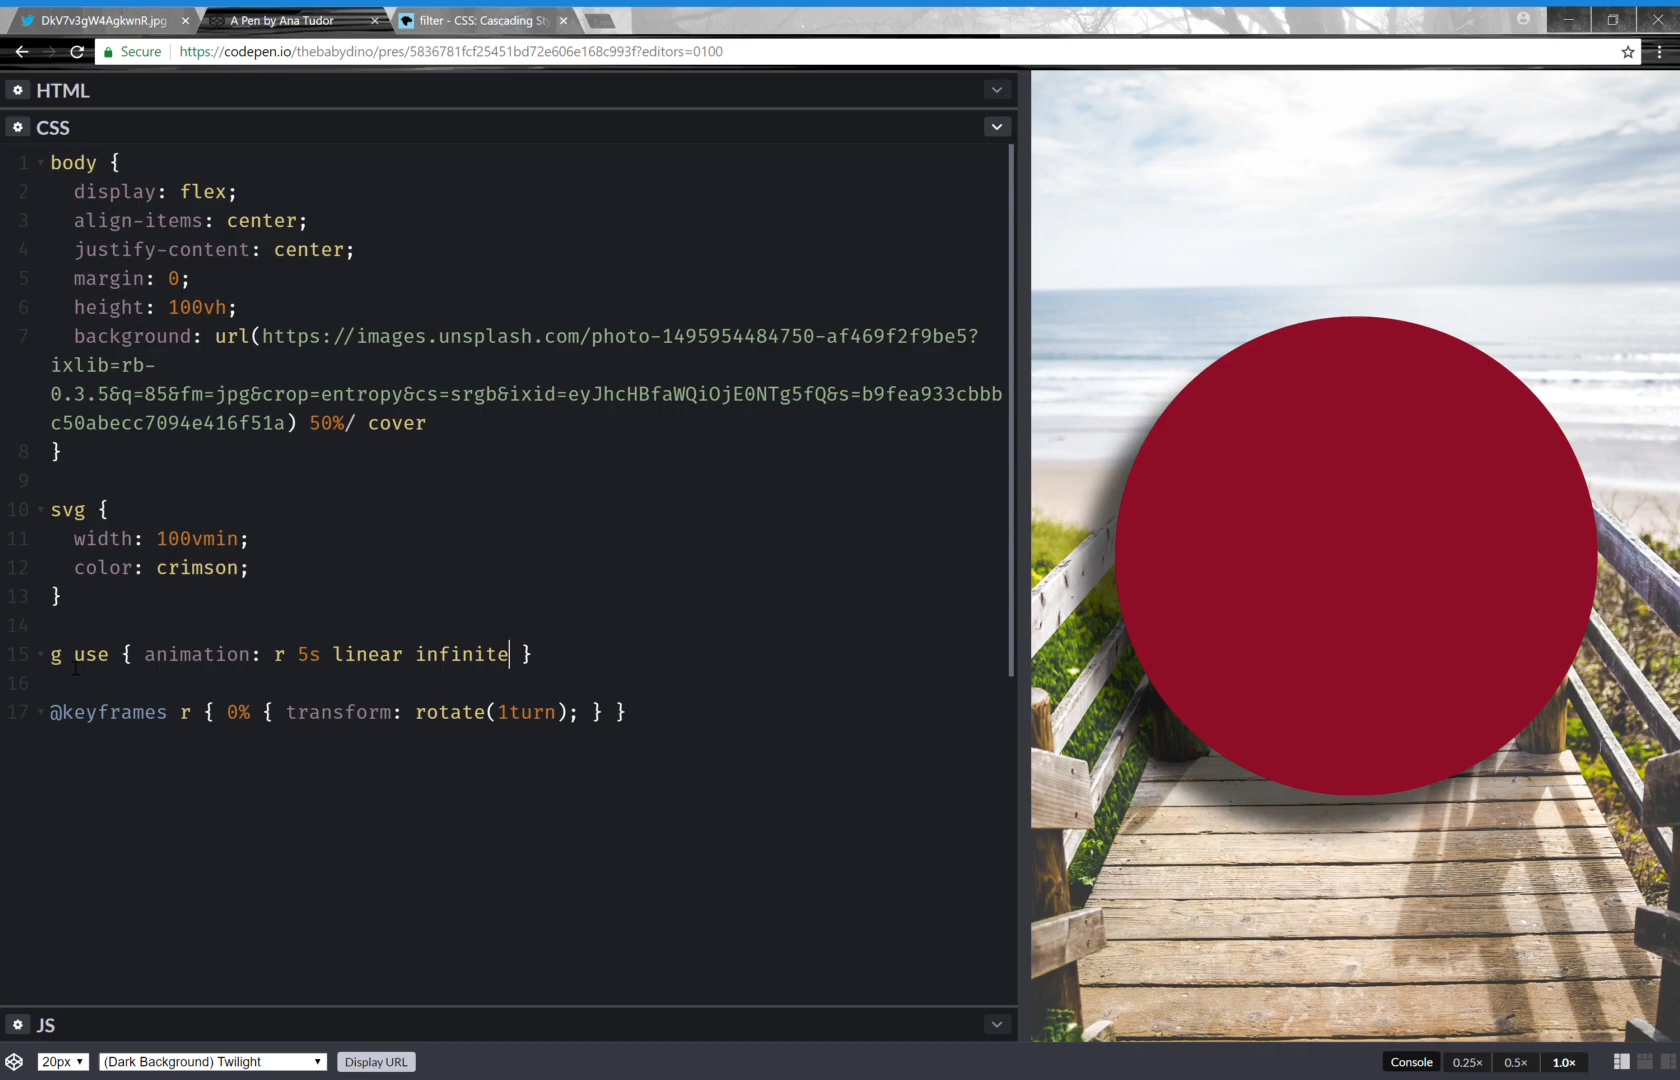 DkV7v3gW4AgkwnR.jpg
A Pen by Ana Tudor
filter - CSS: Cascading St
Secure
https://codepen.io/thebabydino/pres/5836781fcf25451bd72e606e168c993f?editors=0100
HTML
CSS
1 body {
2 display: flex;
3 align-items: center;
4 justify-content: center;
5 margin: 0;
6 height: 100vh;
7 background: url(https://images.unsplash.com/photo-1495954484750-af469f2f9be5?
ixlib=rb-
0.3.5&q=85&fm=jpg&crop=entropy&cs=srgb&ixid=eyJhcHBfaWQiOjE0NTg5fQ&s=b9fea933cbbb
c50abecc7094e416f51a) 50%/ cover
8 }
9
10 svg {
11 width: 100vmin;
12 color: crimson;
13 }
14
15 g use { animation: r 5s linear infinite }
16
17 @keyframes r { 0% { transform: rotate(1turn); } }
JS
20px
(Dark Background) Twilight
Display URL
Console
0.25×
0.5×
1.0×